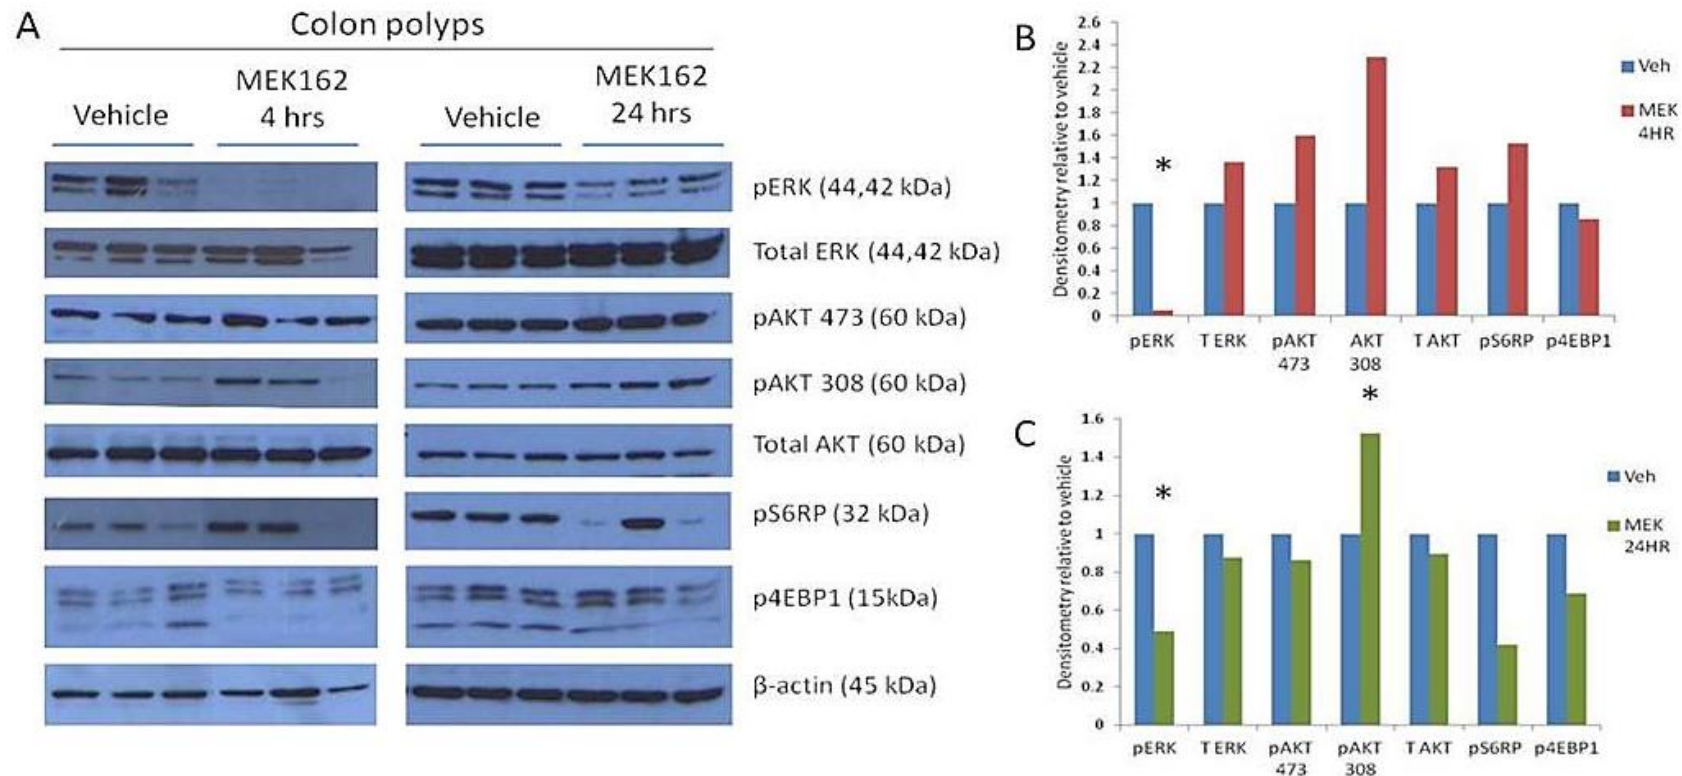 A
Colon polyps
Vehicle
MEK162
4 hrs
Vehicle
MEK162
24 hrs
pERK (44,42 kDa)
Total ERK (44,42 kDa)
pAKT 473 (60 kDa)
pAKT 308 (60 kDa)
Total AKT (60 kDa)
pS6RP (32 kDa)
p4EBP1 (15kDa)
β-actin (45 kDa)
B
Densitometry relative to vehicle
2.6
2.4
2.2
2
1.8
1.6
1.4
1.2
1
0.8
0.6
0.4
0.2
0
*
pERK
T ERK
pAKT
473
AKT
308
T AKT
pS6RP
p4EBP1
Veh
MEK
4HR
C
Densitometry relative to vehicle
1.6
1.4
1.2
1
0.8
0.6
0.4
0.2
0
*
*
pERK
T ERK
pAKT
473
pAKT
308
T AKT
pS6RP
p4EBP1
Veh
MEK
24HR